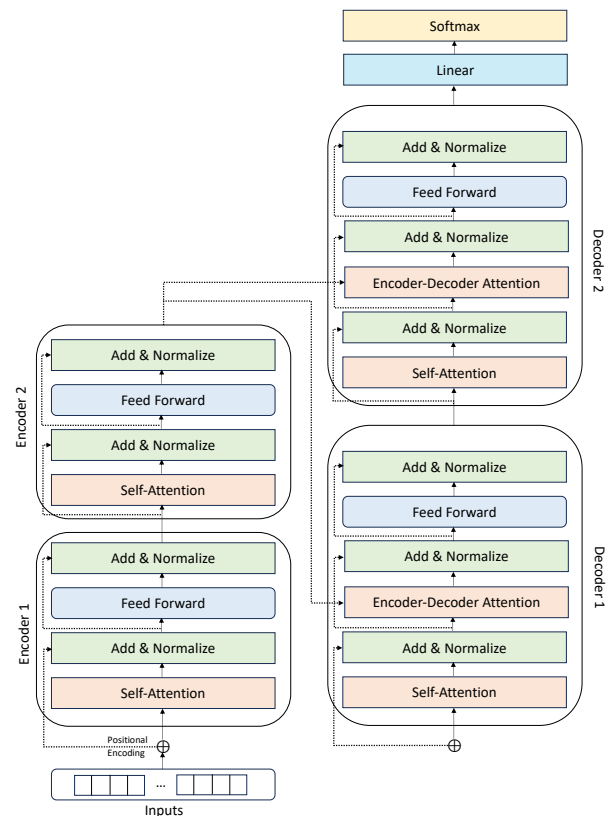 Softmax
Linear
Add & Normalize
Feed Forward
Add & Normalize
Encoder-Decoder Attention
Add & Normalize
Self-Attention
Decoder 2
Add & Normalize
Feed Forward
Add & Normalize
Encoder-Decoder Attention
Add & Normalize
Self-Attention
Decoder 1
Encoder 2
Add & Normalize
Feed Forward
Add & Normalize
Self-Attention
Encoder 1
Add & Normalize
Feed Forward
Add & Normalize
Self-Attention
Positional
Encoding
...
Inputs